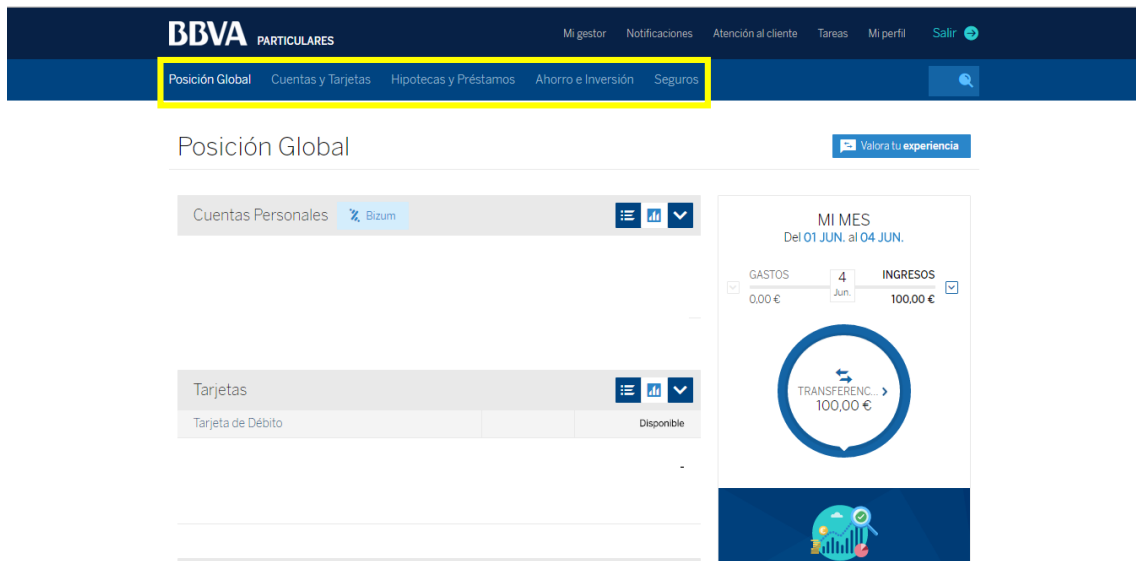 BBVA PARTICULARES
Mi gestor Notificaciones Atención al cliente Tareas Mi perfil Salir
Posición Global Cuentas y Tarjetas Hipotecas y Préstamos Ahorro e Inversión Seguros
Posición Global
Valora tu experiencia
Cuentas Personales Bizum
Tarjetas
Tarjeta de Débito Disponible
-
MI MES
Del 01 JUN. al 04 JUN.
GASTOS 4 INGRESOS
0,00 € Jun. 100,00 €
TRANSFERENC...
100,00 €